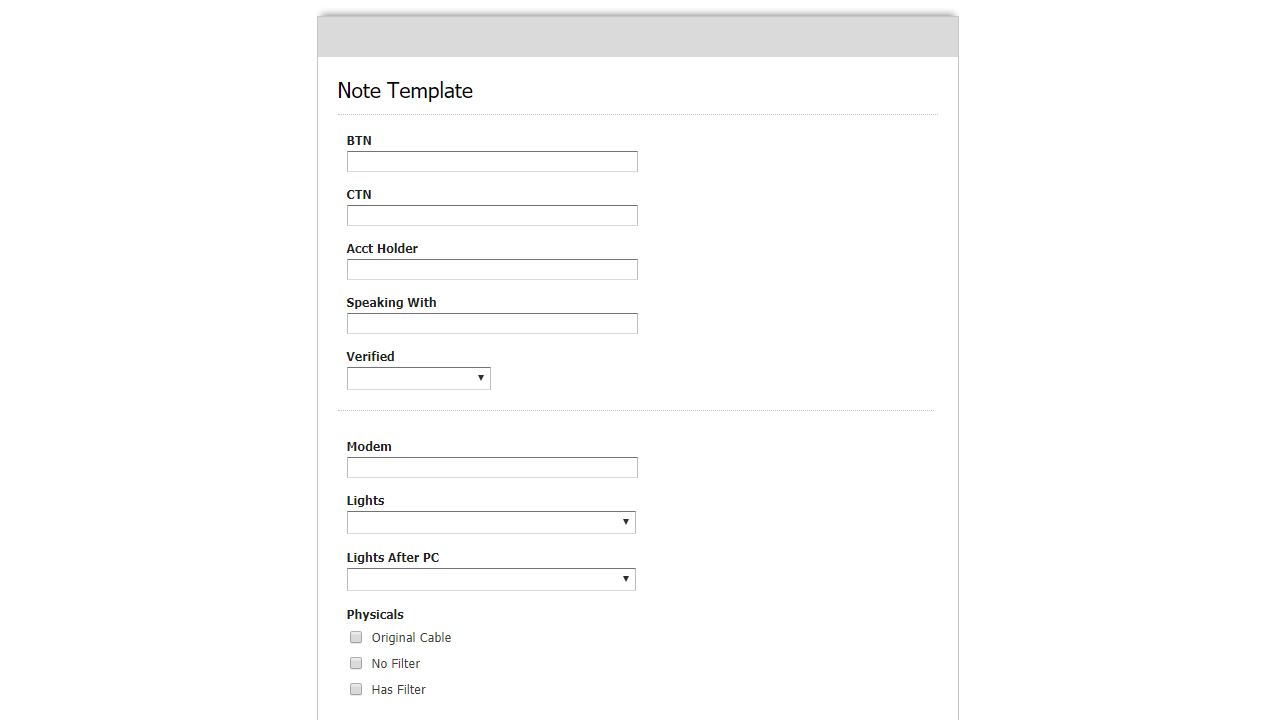 Note Template
BTN
CTN
Acct Holder
Speaking With
Verified
Modem
Lights
Lights After PC
Physicals
Original Cable
No Filter
Has Filter